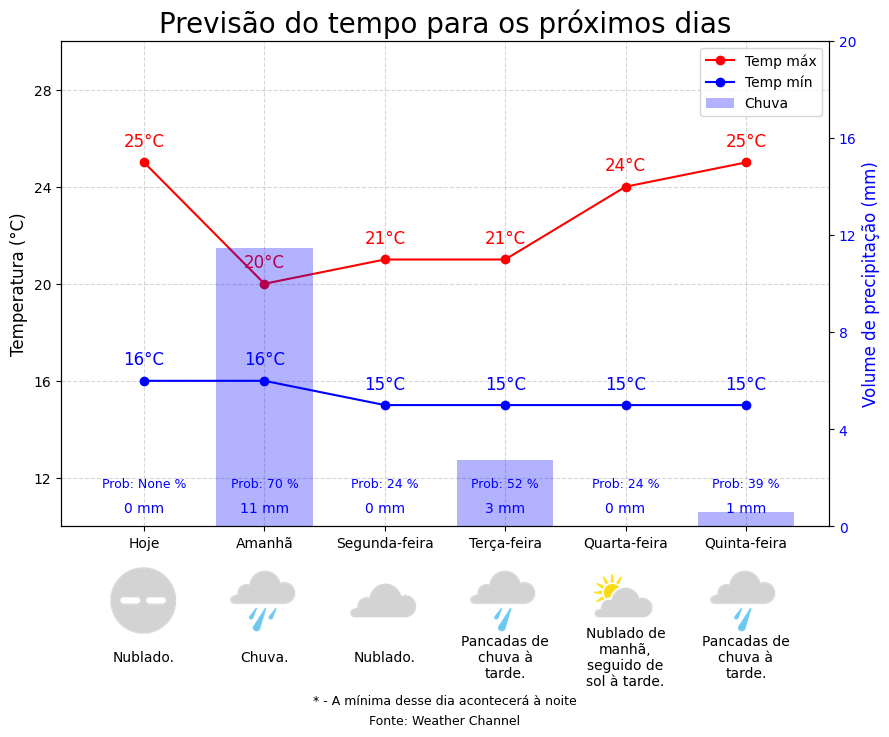 Previsão do tempo para os próximos dias
Temp máx
Temp mín
Chuva
Temperatura (°C)
Volume de precipitação (mm)
28
24
20
16
12
20
16
12
8
4
0
25°C
20°C
21°C
21°C
24°C
25°C
16°C
16°C
15°C
15°C
15°C
15°C
Prob: None %
Prob: 70 %
Prob: 24 %
Prob: 52 %
Prob: 24 %
Prob: 39 %
0 mm
11 mm
0 mm
3 mm
0 mm
1 mm
Hoje
Amanhã
Segunda-feira
Terça-feira
Quarta-feira
Quinta-feira
Nublado.
Chuva.
Nublado.
Pancadas de
chuva à
tarde.
Nublado de
manhã,
seguido de
sol à tarde.
Pancadas de
chuva à
tarde.
* - A mínima desse dia acontecerá à noite
Fonte: Weather Channel